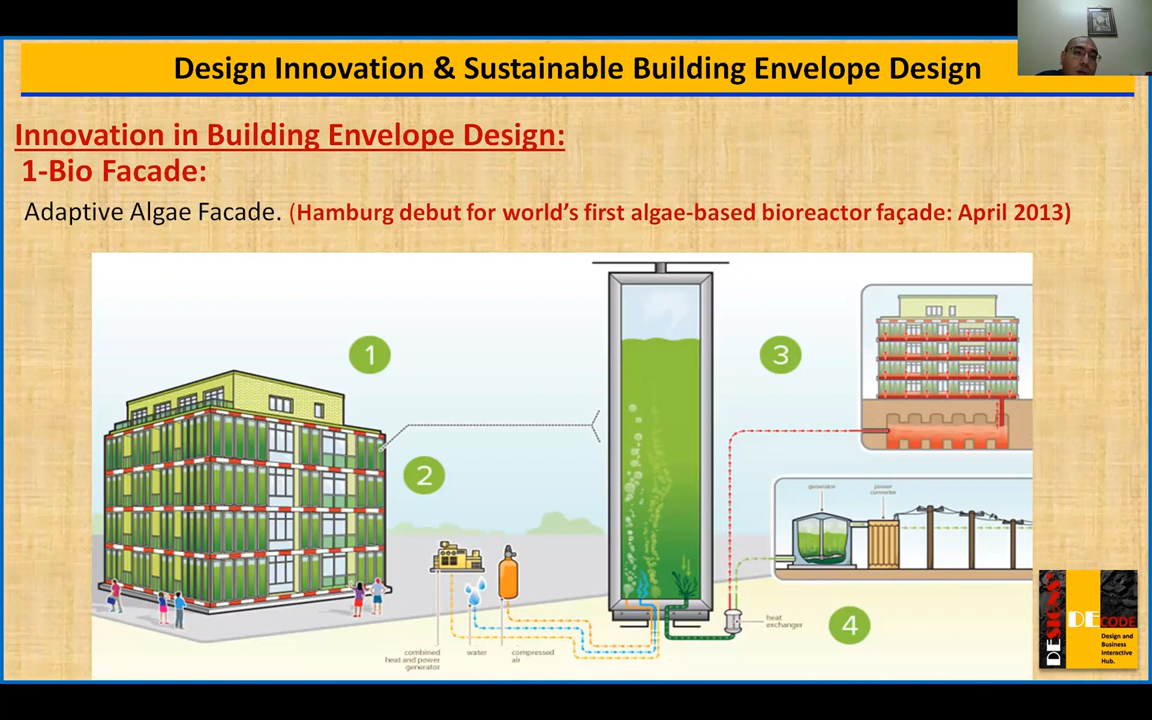 Design Innovation & Sustainable Building Envelope Design
Innovation in Building Envelope Design:
1-Bio Facade:
Adaptive Algae Facade. (Hamburg debut for world’s first algae-based bioreactor façade: April 2013)
1
2
3
4
generator
power
converter
heat
exchanger
combined
heat and power
generator
water
compressed
air
DESIGNS
DECODE
Design and
Business
Interactive
Hub.